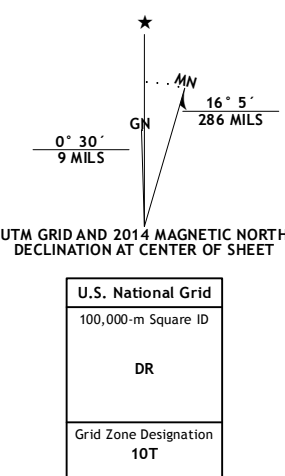 MN
16° 5´
286 MILS
GN
0° 30´
9 MILS
UTM GRID AND 2014 MAGNETIC NORTH
DECLINATION AT CENTER OF SHEET
U.S. National Grid
100,000-m Square ID
DR
Grid Zone Designation
10T